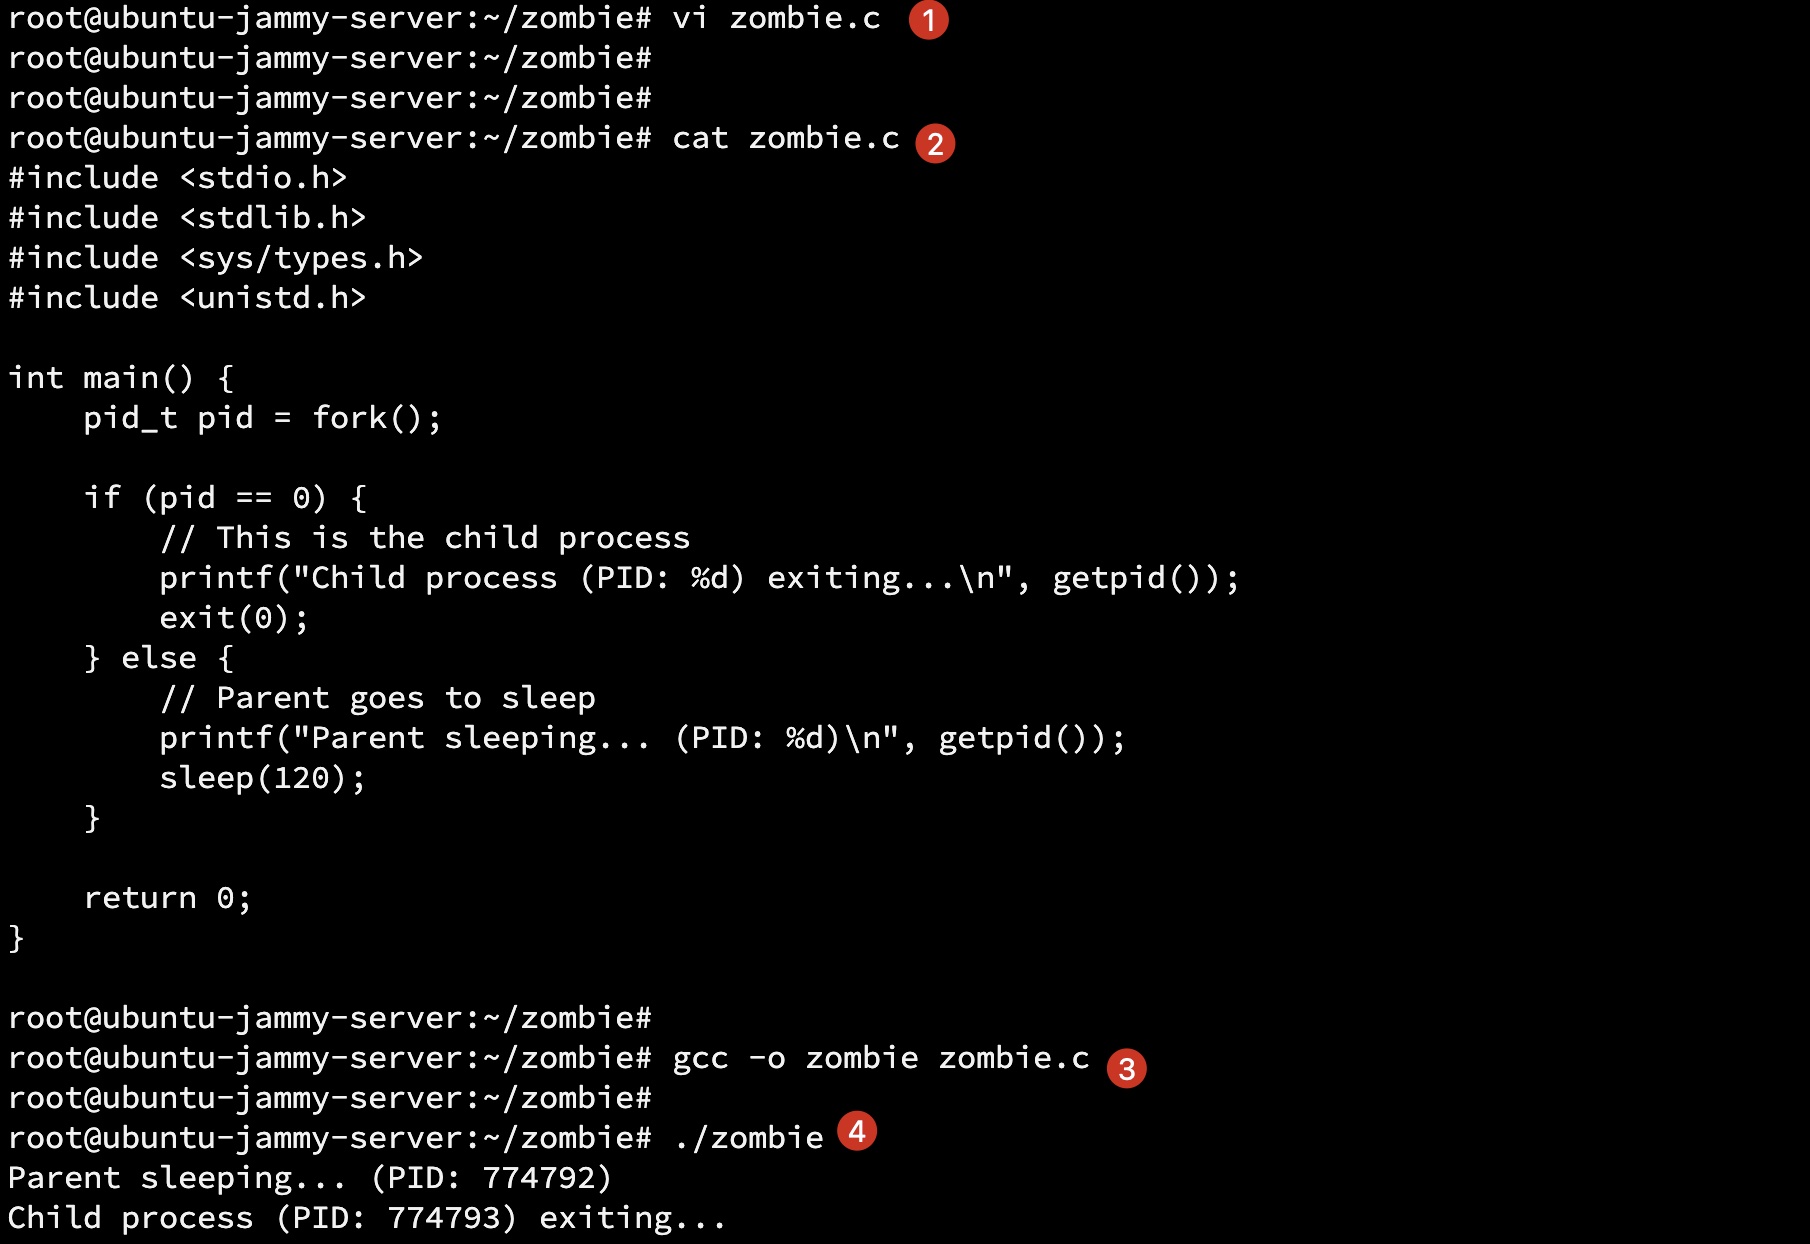 root@ubuntu-jammy-server:~/zombie# vi zombie.c 1
root@ubuntu-jammy-server:~/zombie#
root@ubuntu-jammy-server:~/zombie#
root@ubuntu-jammy-server:~/zombie# cat zombie.c 2
#include <stdio.h>
#include <stdlib.h>
#include <sys/types.h>
#include <unistd.h>

int main() {
    pid_t pid = fork();

    if (pid == 0) {
        // This is the child process
        printf("Child process (PID: %d) exiting...\n", getpid());
        exit(0);
    } else {
        // Parent goes to sleep
        printf("Parent sleeping... (PID: %d)\n", getpid());
        sleep(120);
    }

    return 0;
}

root@ubuntu-jammy-server:~/zombie#
root@ubuntu-jammy-server:~/zombie# gcc -o zombie zombie.c 3
root@ubuntu-jammy-server:~/zombie#
root@ubuntu-jammy-server:~/zombie# ./zombie 4
Parent sleeping... (PID: 774792)
Child process (PID: 774793) exiting...